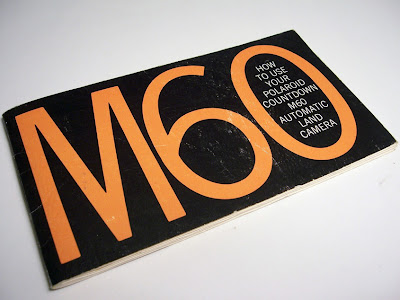 M60
HOW
TO USE
YOUR
POLAROID
COUNTDOWN
M60
AUTOMATIC
LAND
CAMERA